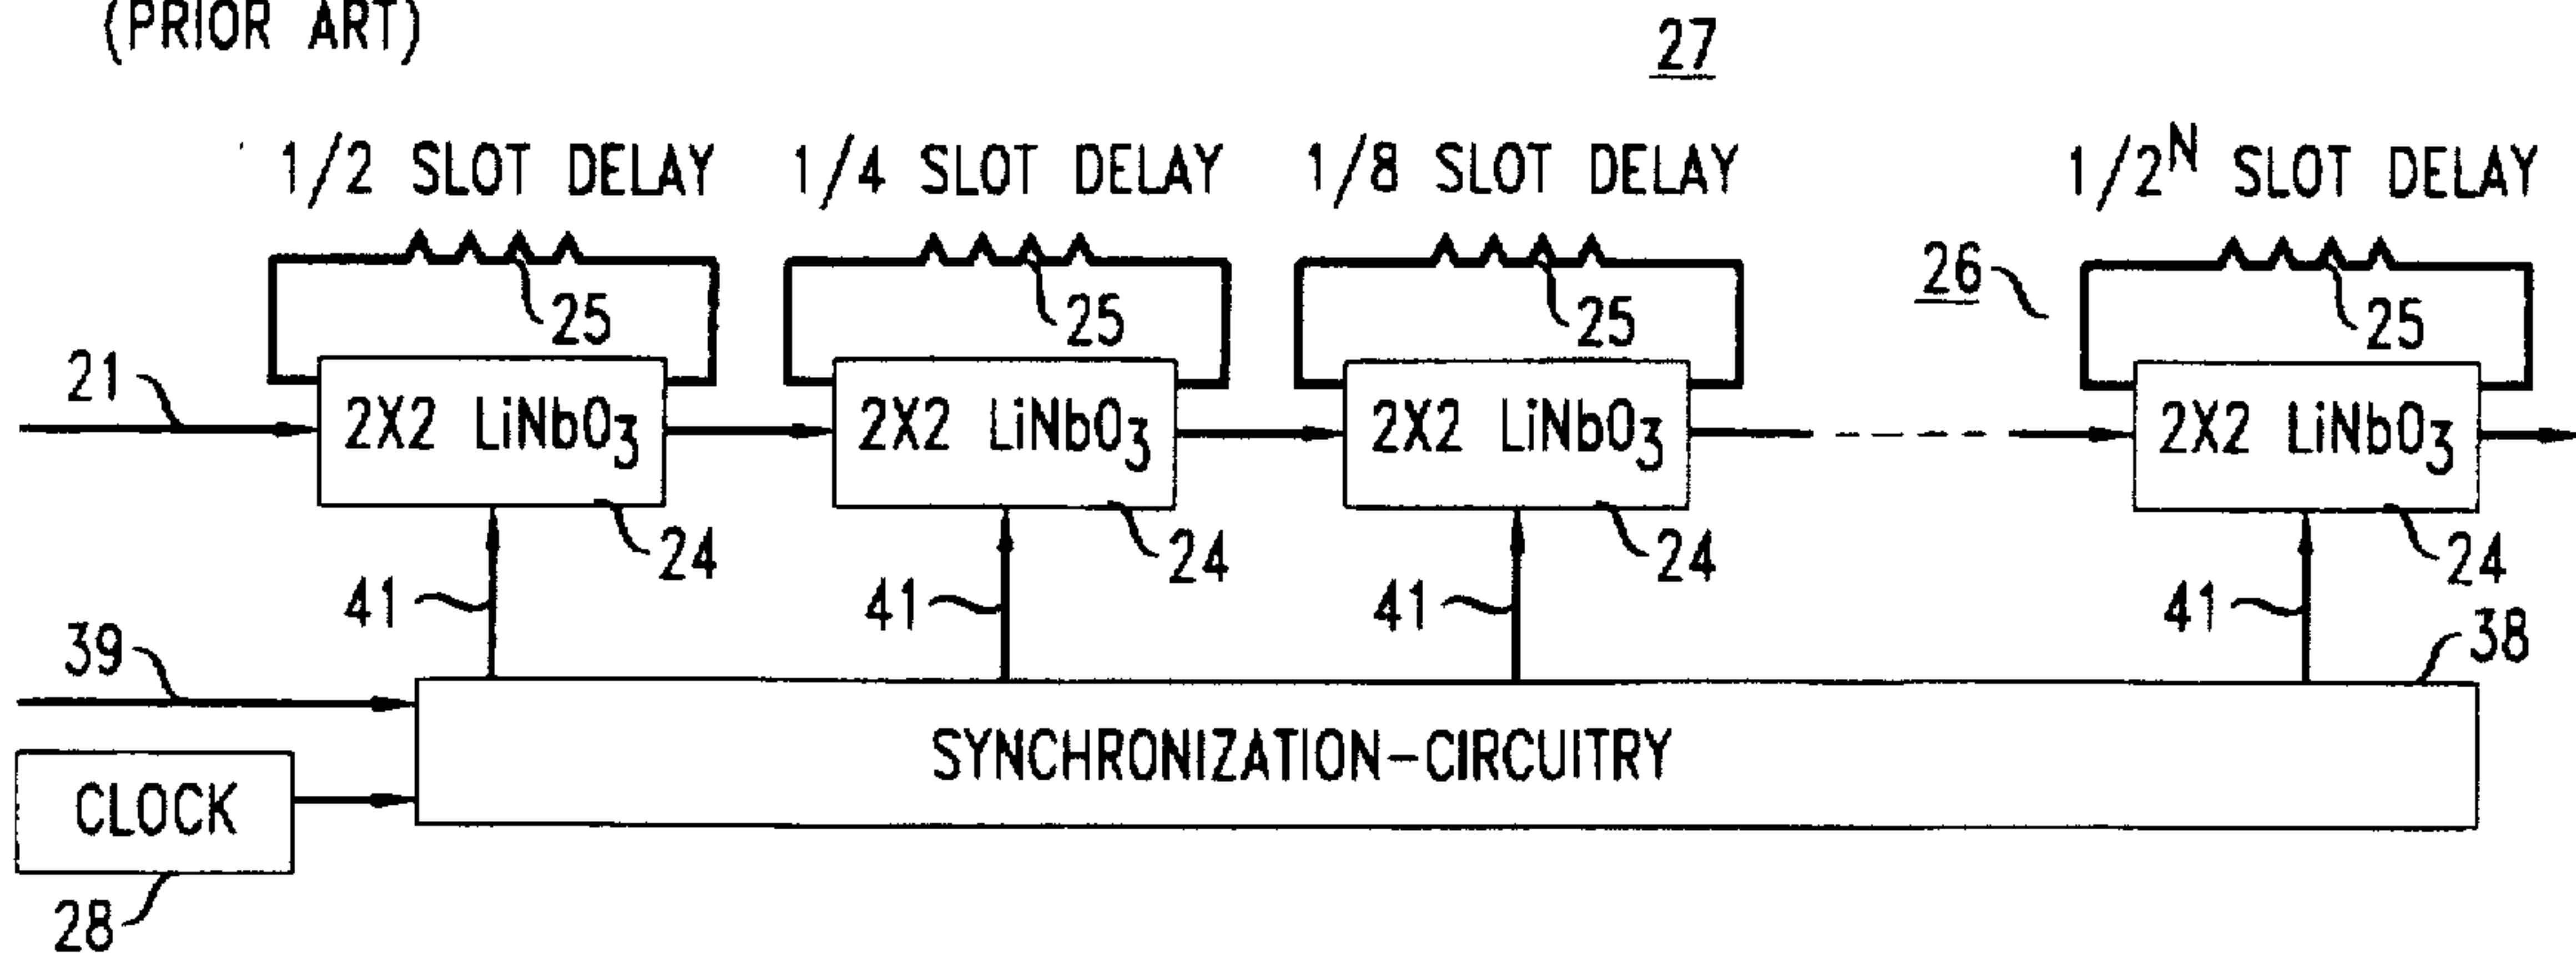 (PRIOR ART)
27
1/2 SLOT DELAY 1/4 SLOT DELAY 1/8 SLOT DELAY 1/2ᴺ SLOT DELAY
25 25 25 26 25
21
2X2 LiNbO₃ 2X2 LiNbO₃ 2X2 LiNbO₃ 2X2 LiNbO₃
24 24 24 24
41 41 41 41
39 38
SYNCHRONIZATION-CIRCUITRY
CLOCK
28